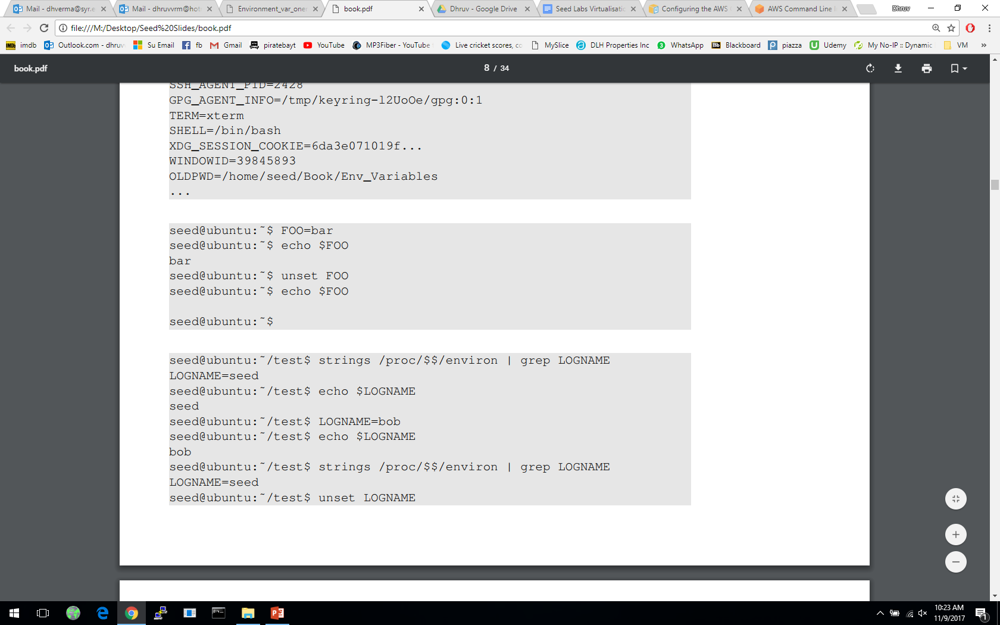 Mail - dhverma@syr.e
Mail - dhruvvrm@hot
Environment_var_one
book.pdf
Dhruv - Google Drive
Seed Labs Virtualisatio
Configuring the AWS
AWS Command Line
Dhruv
file:///M:/Desktop/Seed%20Slides/book.pdf
IMDb imdb Outlook.com - dhruv Su Email fb Gmail piratebayt YouTube MP3Fiber - YouTube Live cricket scores, co MySlice DLH Properties Inc 3 WhatsApp Bb Blackboard piazza Udemy My No-IP :: Dynamic VM »
book.pdf
8 / 34
SSH_AGENT_PID=2428
GPG_AGENT_INFO=/tmp/keyring-l2UoOe/gpg:0:1
TERM=xterm
SHELL=/bin/bash
XDG_SESSION_COOKIE=6da3e071019f...
WINDOWID=39845893
OLDPWD=/home/seed/Book/Env_Variables
...
seed@ubuntu:~$ FOO=bar
seed@ubuntu:~$ echo $FOO
bar
seed@ubuntu:~$ unset FOO
seed@ubuntu:~$ echo $FOO
seed@ubuntu:~$
seed@ubuntu:~/test$ strings /proc/$$/environ | grep LOGNAME
LOGNAME=seed
seed@ubuntu:~/test$ echo $LOGNAME
seed
seed@ubuntu:~/test$ LOGNAME=bob
seed@ubuntu:~/test$ echo $LOGNAME
bob
seed@ubuntu:~/test$ strings /proc/$$/environ | grep LOGNAME
LOGNAME=seed
seed@ubuntu:~/test$ unset LOGNAME
10:23 AM
11/9/2017
1